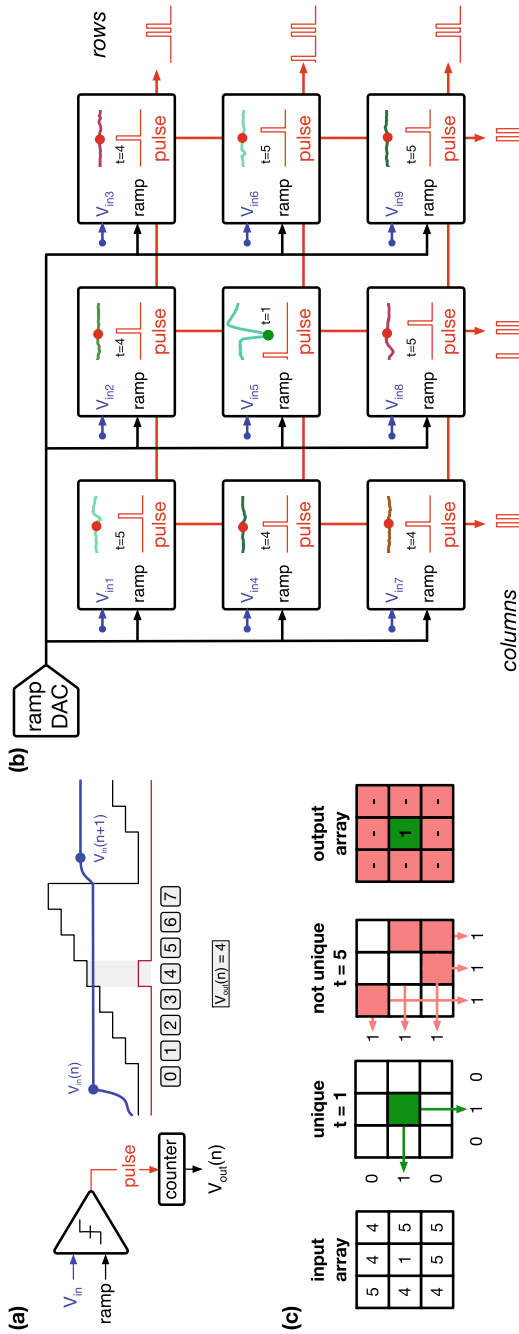 (a)
V_in
ramp
pulse
counter
V_out(n)
V_in(n)
V_in(n+1)
0 1 2 3 4 5 6 7
V_out(n) = 4
(b)
ramp
DAC
rows
V_in1
ramp
t=5
pulse
V_in2
ramp
t=4
pulse
V_in3
ramp
t=4
pulse
V_in4
ramp
t=4
pulse
V_in5
ramp
t=1
pulse
V_in6
ramp
t=5
pulse
V_in7
ramp
t=4
pulse
V_in8
ramp
t=5
pulse
V_in9
ramp
t=5
pulse
columns
(c)
input
array
5 4 4
4 1 5
4 5 5
unique
t = 1
0
1
0
0 1 0
not unique
t = 5
1
1
1
1 1 1
output
array
- - -
- 1 -
- - -